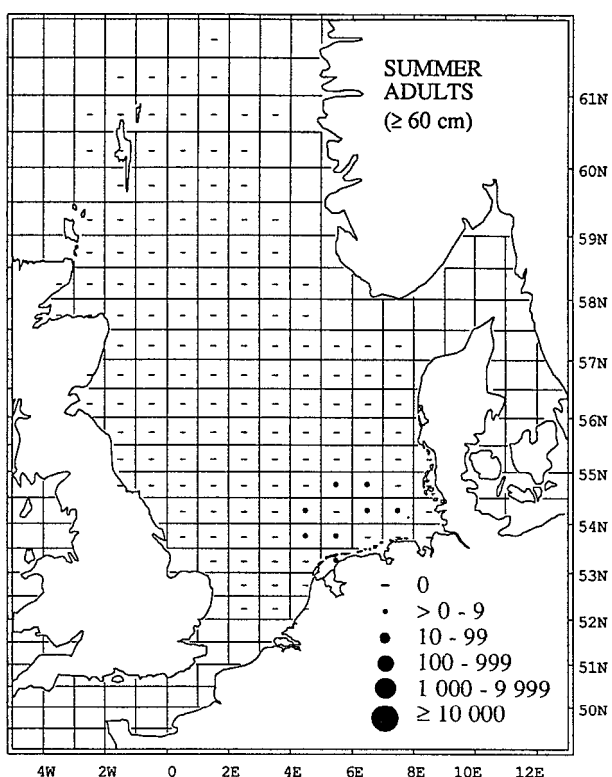 SUMMER
ADULTS
(≥ 60 cm)
61N
60N
59N
58N
57N
56N
55N
54N
53N
52N
51N
50N
- 0
> 0 - 9
10 - 99
100 - 999
1 000 - 9 999
≥ 10 000
4W 2W 0 2E 4E 6E 8E 10E 12E